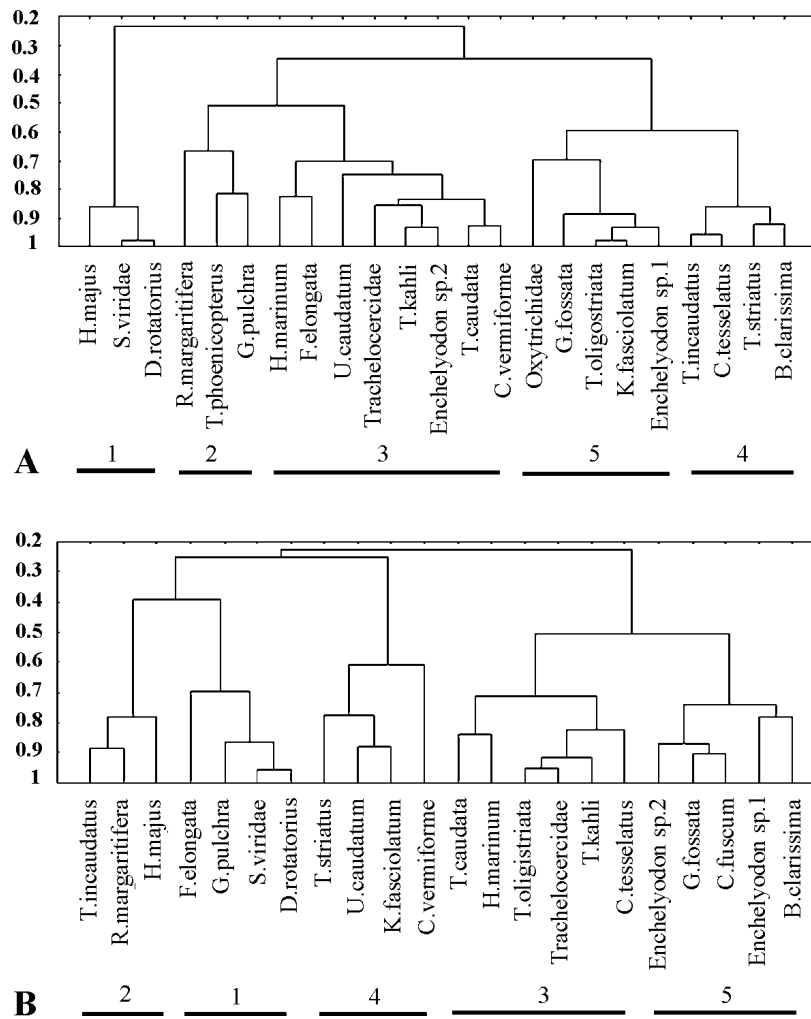 0.2
0.3
0.4
0.5
0.6
0.7
0.8
0.9
1
H.majus
S.viridae
D.rotatorius
R.margaritifera
T.phoenicopterus
G.pulchra
H.marinum
F.elongata
U.caudatum
Trachelocercidae
T.kahli
Enchelyodon sp.2
T.caudata
C.vermiforme
Oxytrichidae
G.fossata
T.oligostriata
K.fasciolatum
Enchelyodon sp.1
T.incaudatus
C.tesselatus
T.striatus
B.clarissima
A 1 2 3 5 4
0.2
0.3
0.4
0.5
0.6
0.7
0.8
0.9
1
T.incaudatus
R.margaritifera
H.majus
F.elongata
G.pulchra
S.viridae
D.rotatorius
T.striatus
U.caudatum
K.fasciolatum
C.vermiforme
T.caudata
H.marinum
T.oligistriata
Trachelocercidae
T.kahli
C.tesselatus
Enchelyodon sp.2
G.fossata
C.fuscum
Enchelyodon sp.1
B.clarissima
B 2 1 4 3 5